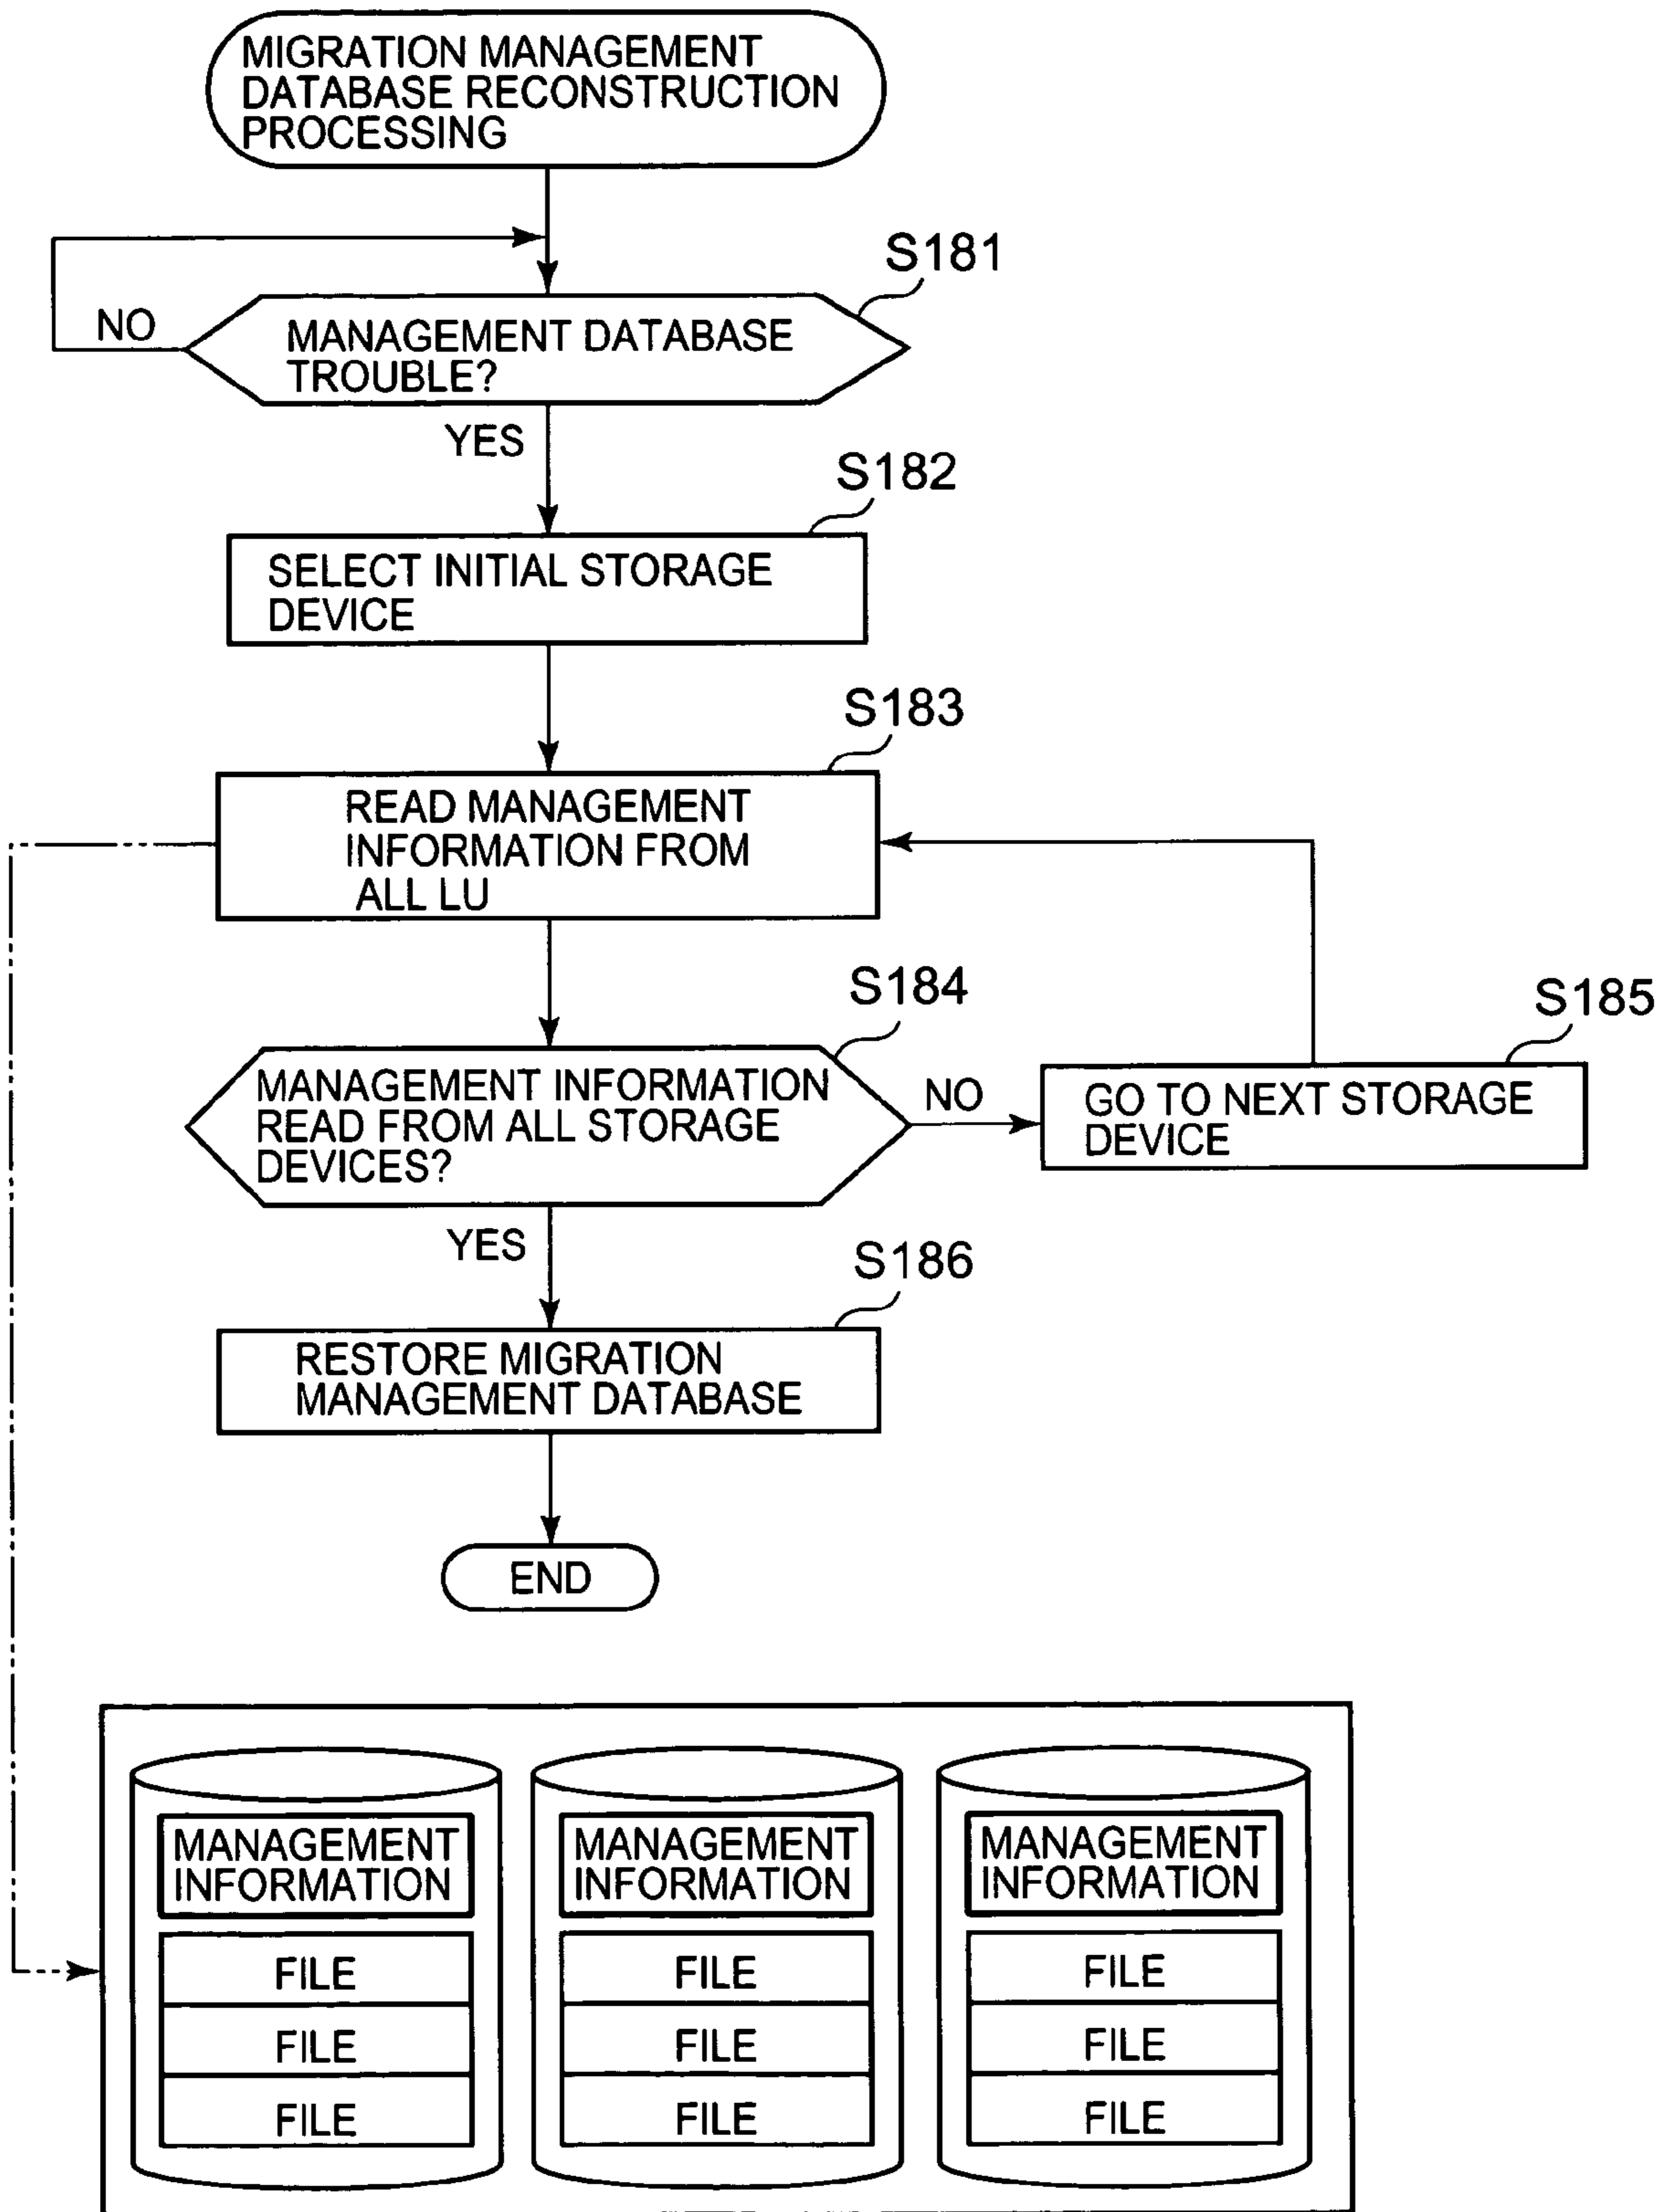 MIGRATION MANAGEMENT
DATABASE RECONSTRUCTION
PROCESSING
S181
NO
MANAGEMENT DATABASE
TROUBLE?
YES
S182
SELECT INITIAL STORAGE
DEVICE
S183
READ MANAGEMENT
INFORMATION FROM
ALL LU
S184
MANAGEMENT INFORMATION
READ FROM ALL STORAGE
DEVICES?
NO
S185
GO TO NEXT STORAGE
DEVICE
YES
S186
RESTORE MIGRATION
MANAGEMENT DATABASE
END
MANAGEMENT
INFORMATION
FILE
FILE
FILE
MANAGEMENT
INFORMATION
FILE
FILE
FILE
MANAGEMENT
INFORMATION
FILE
FILE
FILE